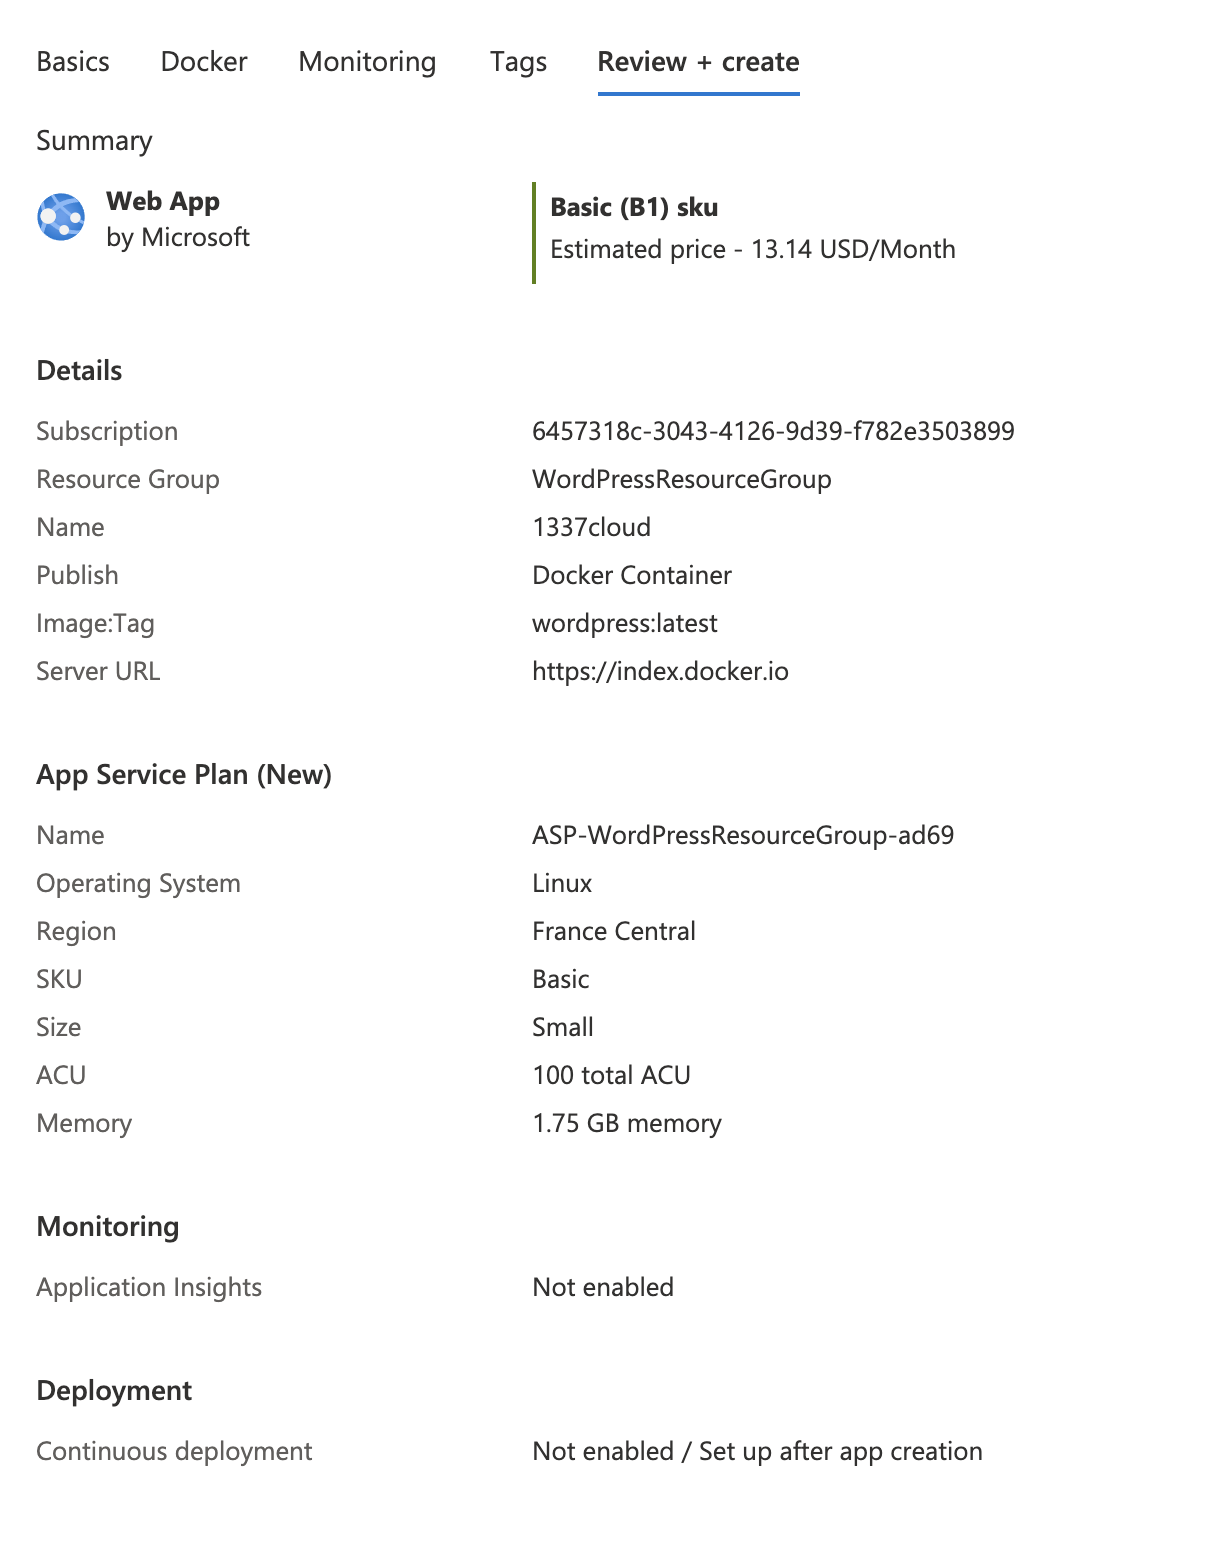 Basics Docker Monitoring Tags Review + create
Summary
Web App
by Microsoft
Basic (B1) sku
Estimated price - 13.14 USD/Month
Details
Subscription 6457318c-3043-4126-9d39-f782e3503899
Resource Group WordPressResourceGroup
Name 1337cloud
Publish Docker Container
Image:Tag wordpress:latest
Server URL https://index.docker.io
App Service Plan (New)
Name ASP-WordPressResourceGroup-ad69
Operating System Linux
Region France Central
SKU Basic
Size Small
ACU 100 total ACU
Memory 1.75 GB memory
Monitoring
Application Insights Not enabled
Deployment
Continuous deployment Not enabled / Set up after app creation